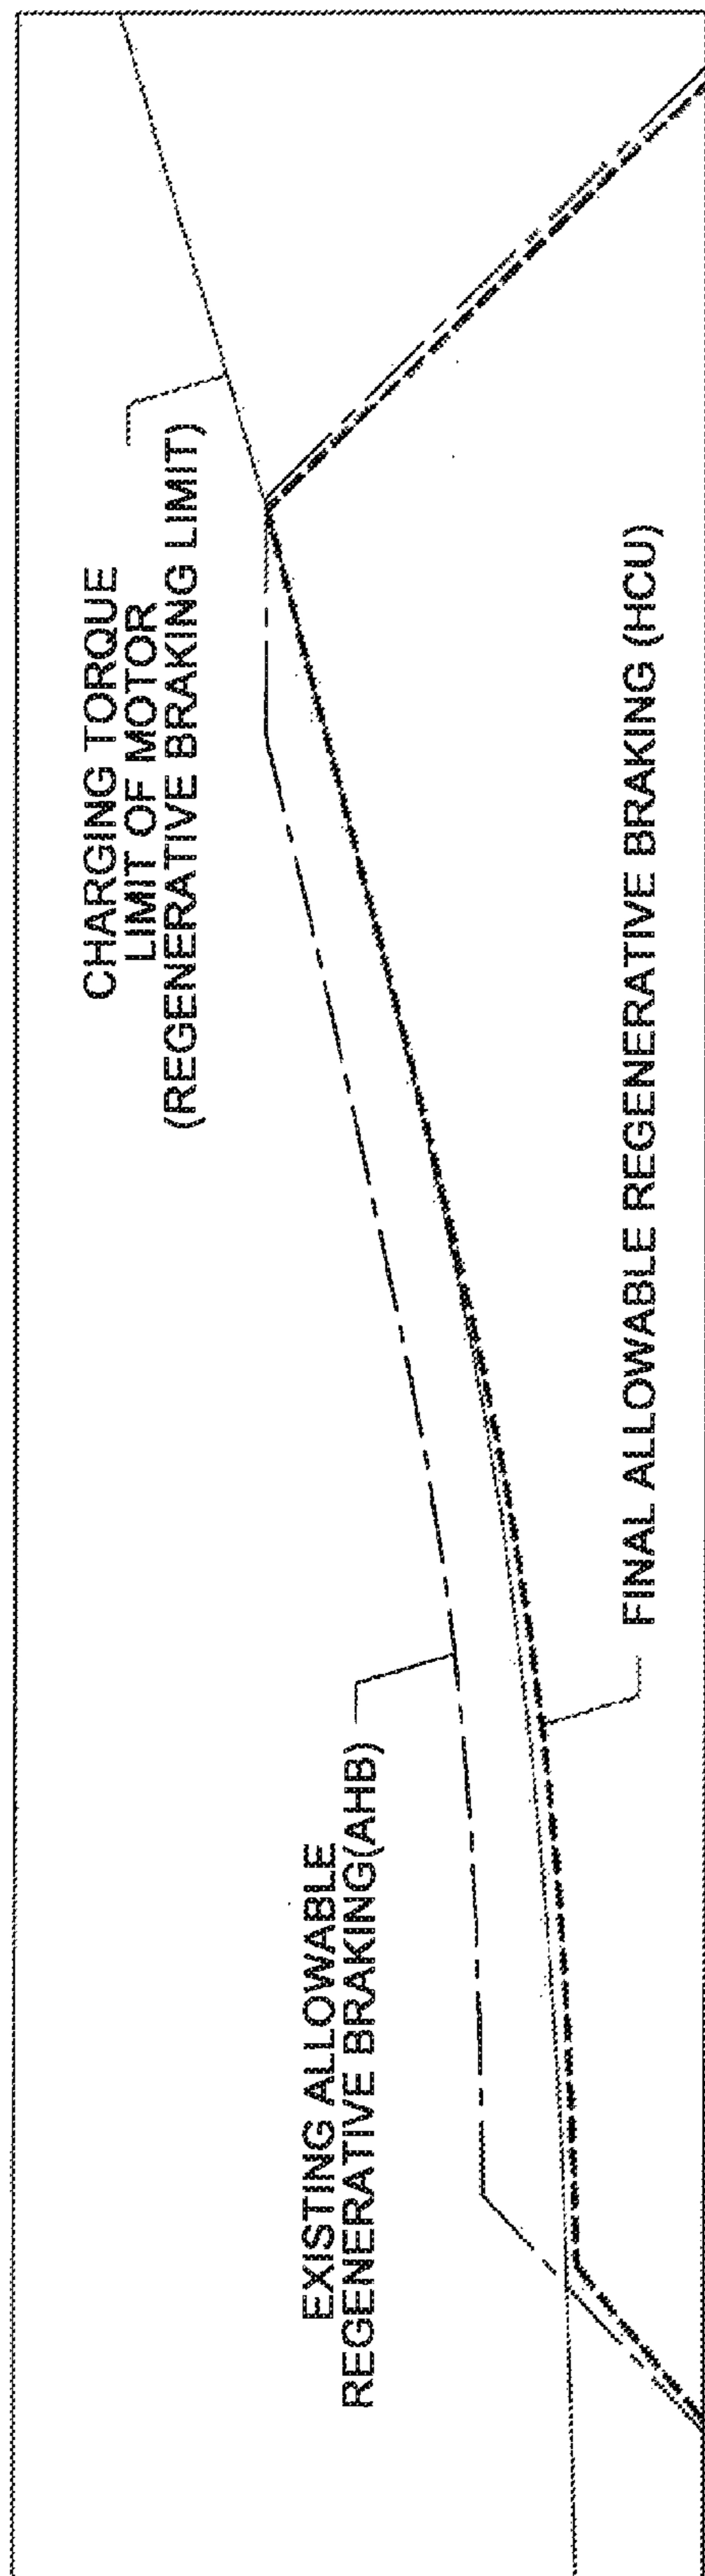 CHARGING TORQUE
LIMIT OF MOTOR
(REGENERATIVE BRAKING LIMIT)
EXISTING ALLOWABLE
REGENERATIVE BRAKING(AHB)
FINAL ALLOWABLE REGENERATIVE BRAKING (HCU)